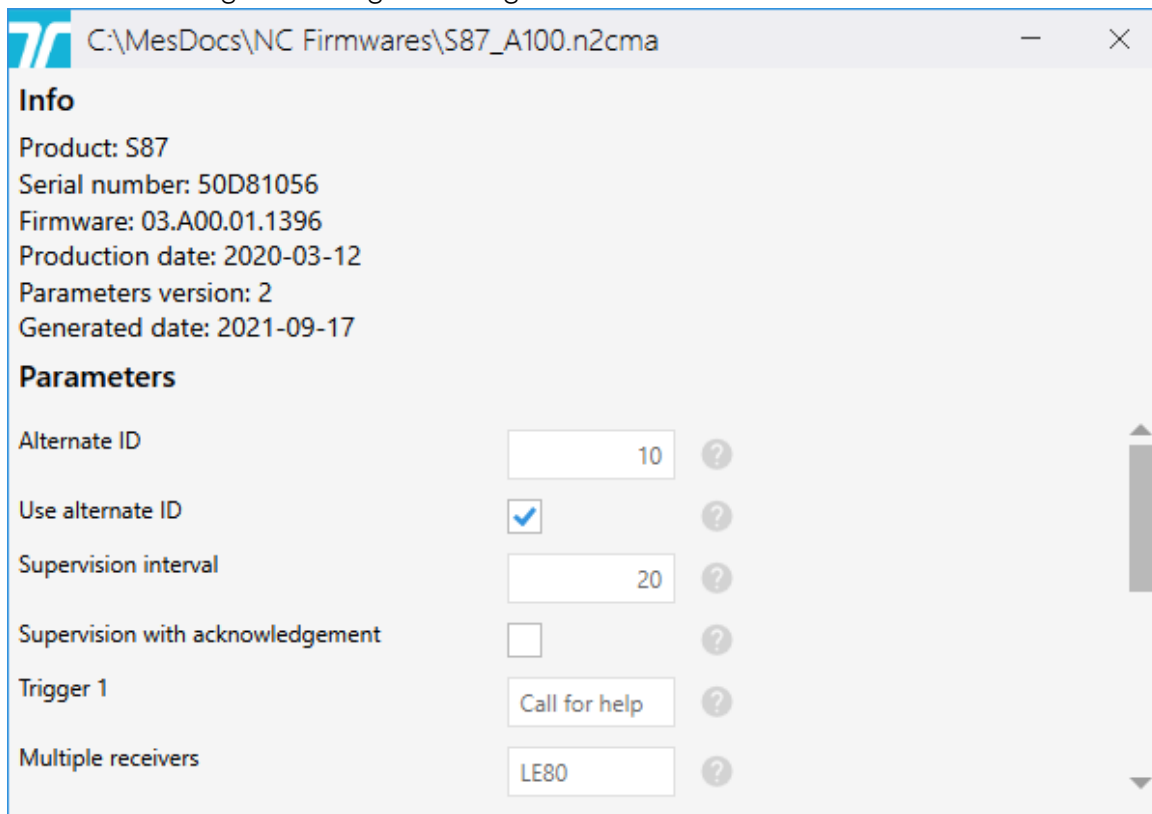 C:\MesDocs\NC Firmwares\S87_A100.n2cma
Info
Product: S87
Serial number: 50D81056
Firmware: 03.A00.01.1396
Production date: 2020-03-12
Parameters version: 2
Generated date: 2021-09-17
Parameters
Alternate ID 10
Use alternate ID
Supervision interval 20
Supervision with acknowledgement
Trigger 1 Call for help
Multiple receivers LE80